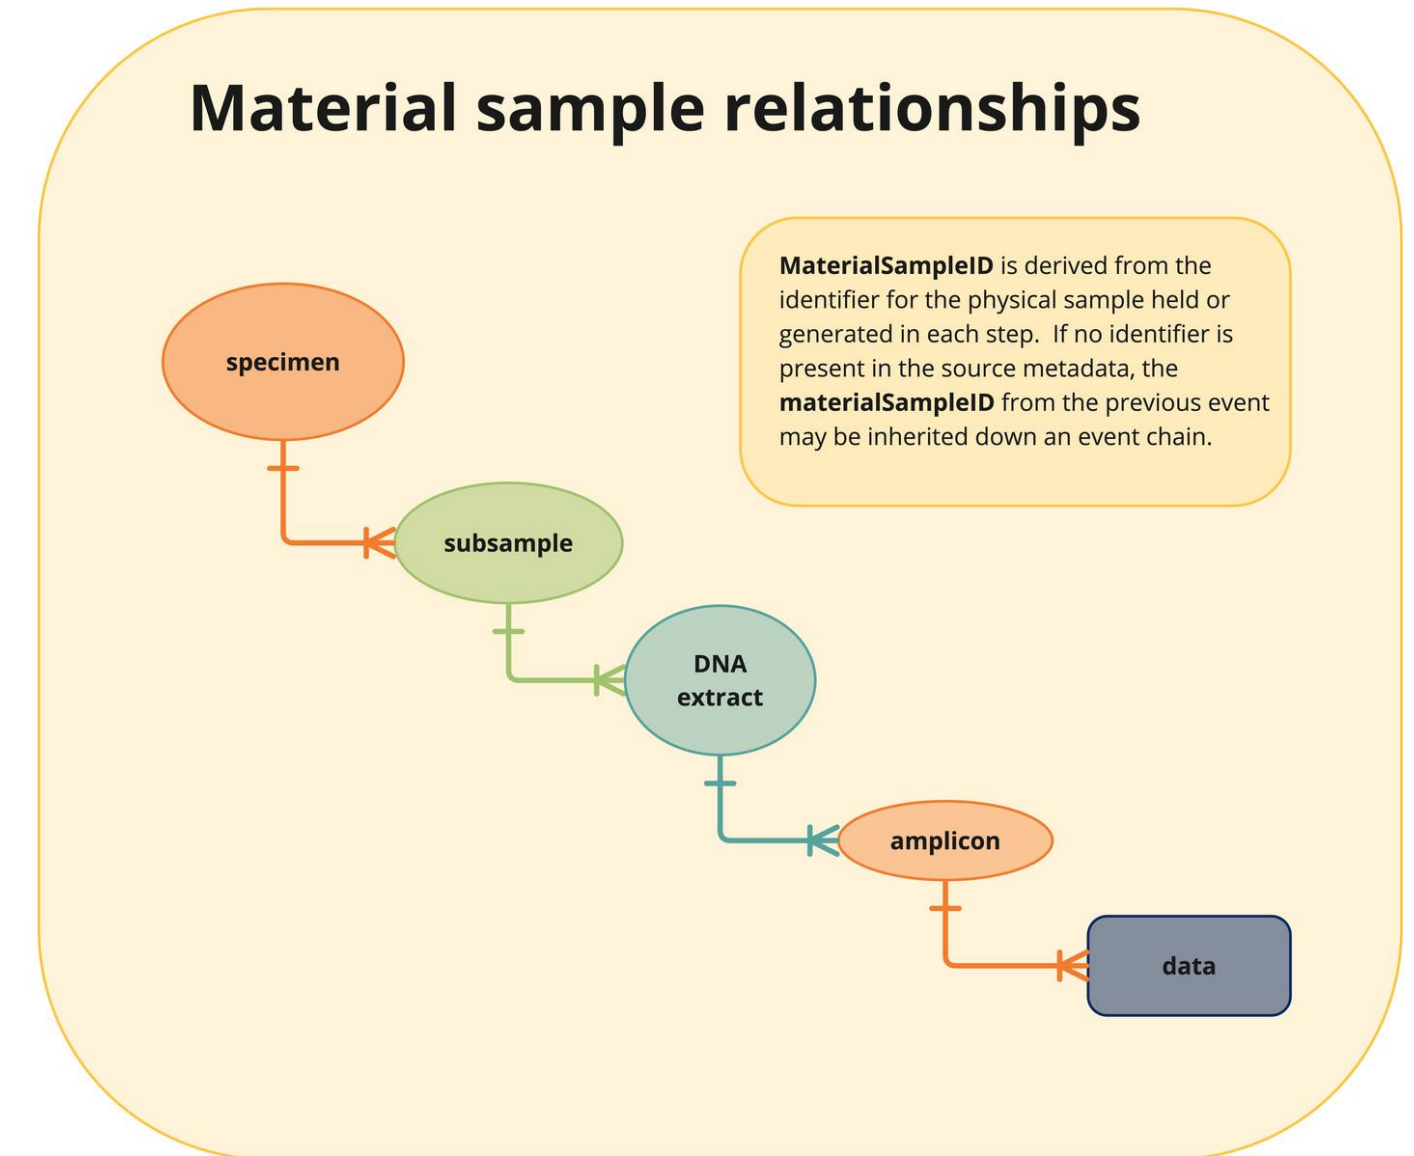 Material sample relationships
MaterialSampleID is derived from the
identifier for the physical sample held or
generated in each step.  If no identifier is
present in the source metadata, the
materialSampleID from the previous event
may be inherited down an event chain.
specimen
subsample
DNA
extract
amplicon
data